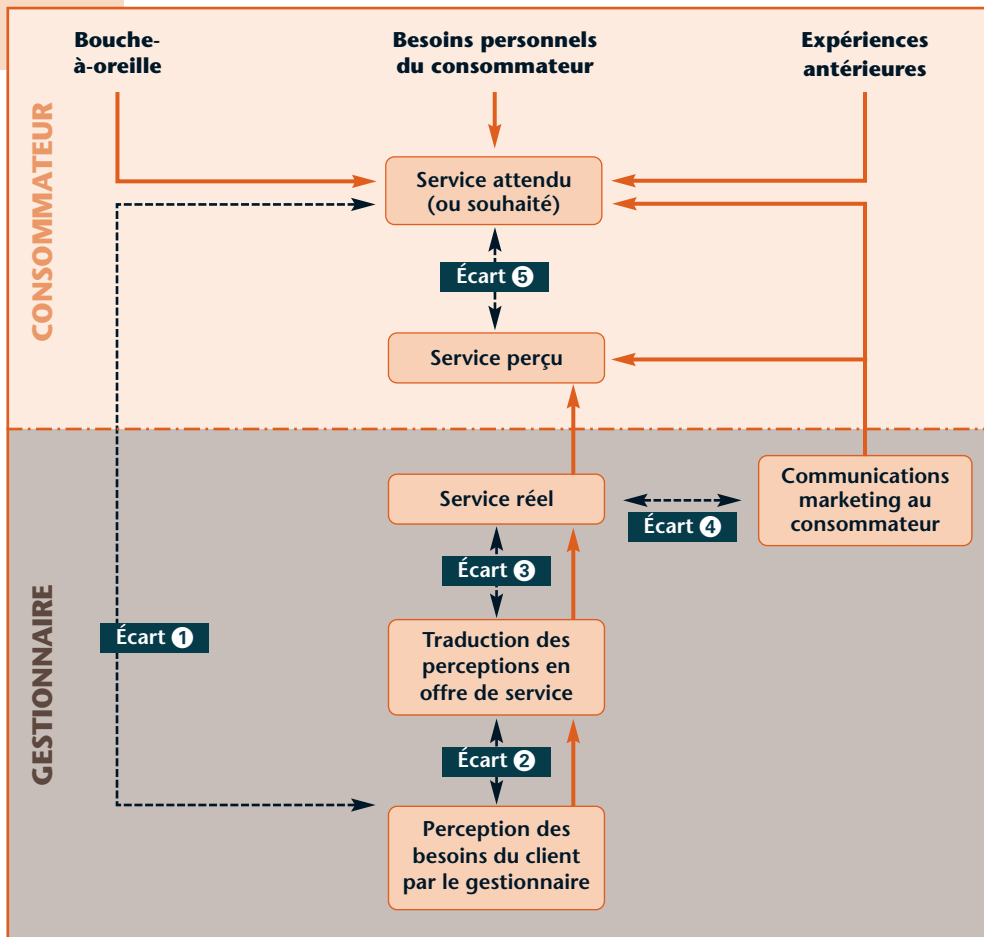 Bouche-
à-oreille
Besoins personnels
du consommateur
Expériences
antérieures
CONSOMMATEUR
Service attendu
(ou souhaité)
Écart 5
Service perçu
Service réel
Écart 4
Communications
marketing au
consommateur
Écart 3
GESTIONNAIRE
Écart 1
Traduction des
perceptions en
offre de service
Écart 2
Perception des
besoins du client
par le gestionnaire